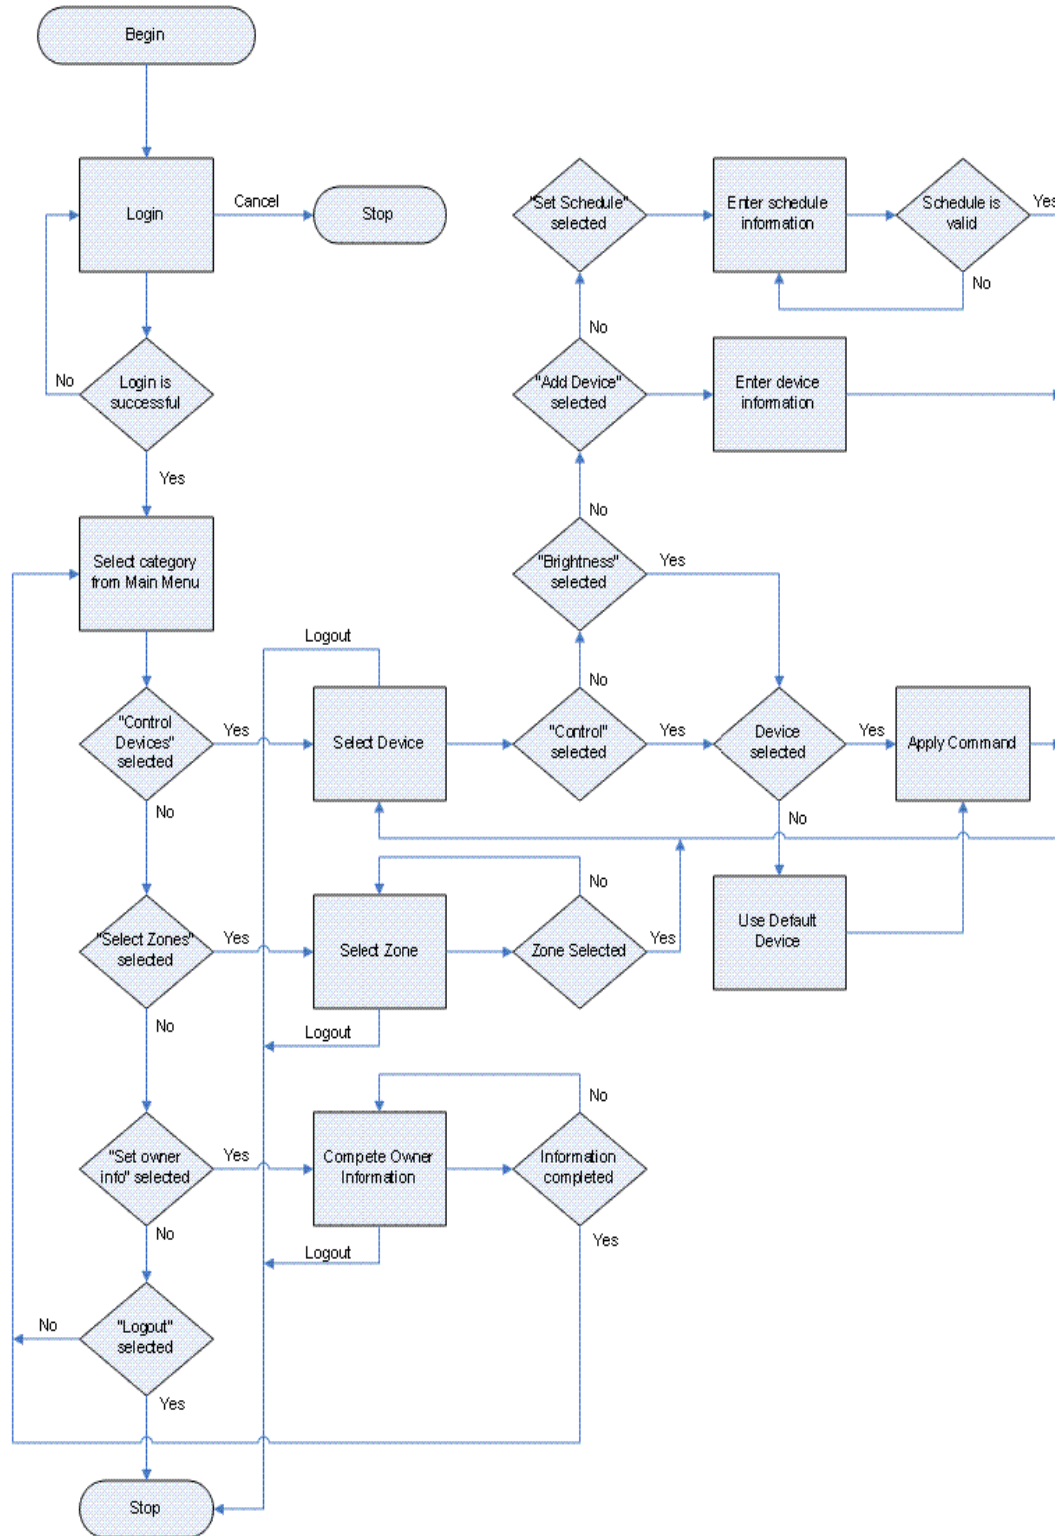 Begin
Login
Cancel
Stop
"Set Schedule"
selected
Enter schedule
information
Schedule is
valid
Yes
No
No
Login is
successful
No
"Add Device"
selected
Enter device
information
Yes
No
Select category
from Main Menu
"Brightness"
selected
Yes
Logout
No
"Control
Devices"
selected
Yes
Select Device
"Control"
selected
Yes
Device
selected
Yes
Apply Command
No
No
"Select Zones"
selected
Yes
Select Zone
No
Zone Selected
Yes
Use Default
Device
No
Logout
No
"Set owner
info" selected
Yes
Compete Owner
Information
Information
completed
No
Logout
Yes
No
"Logout"
selected
Yes
Stop